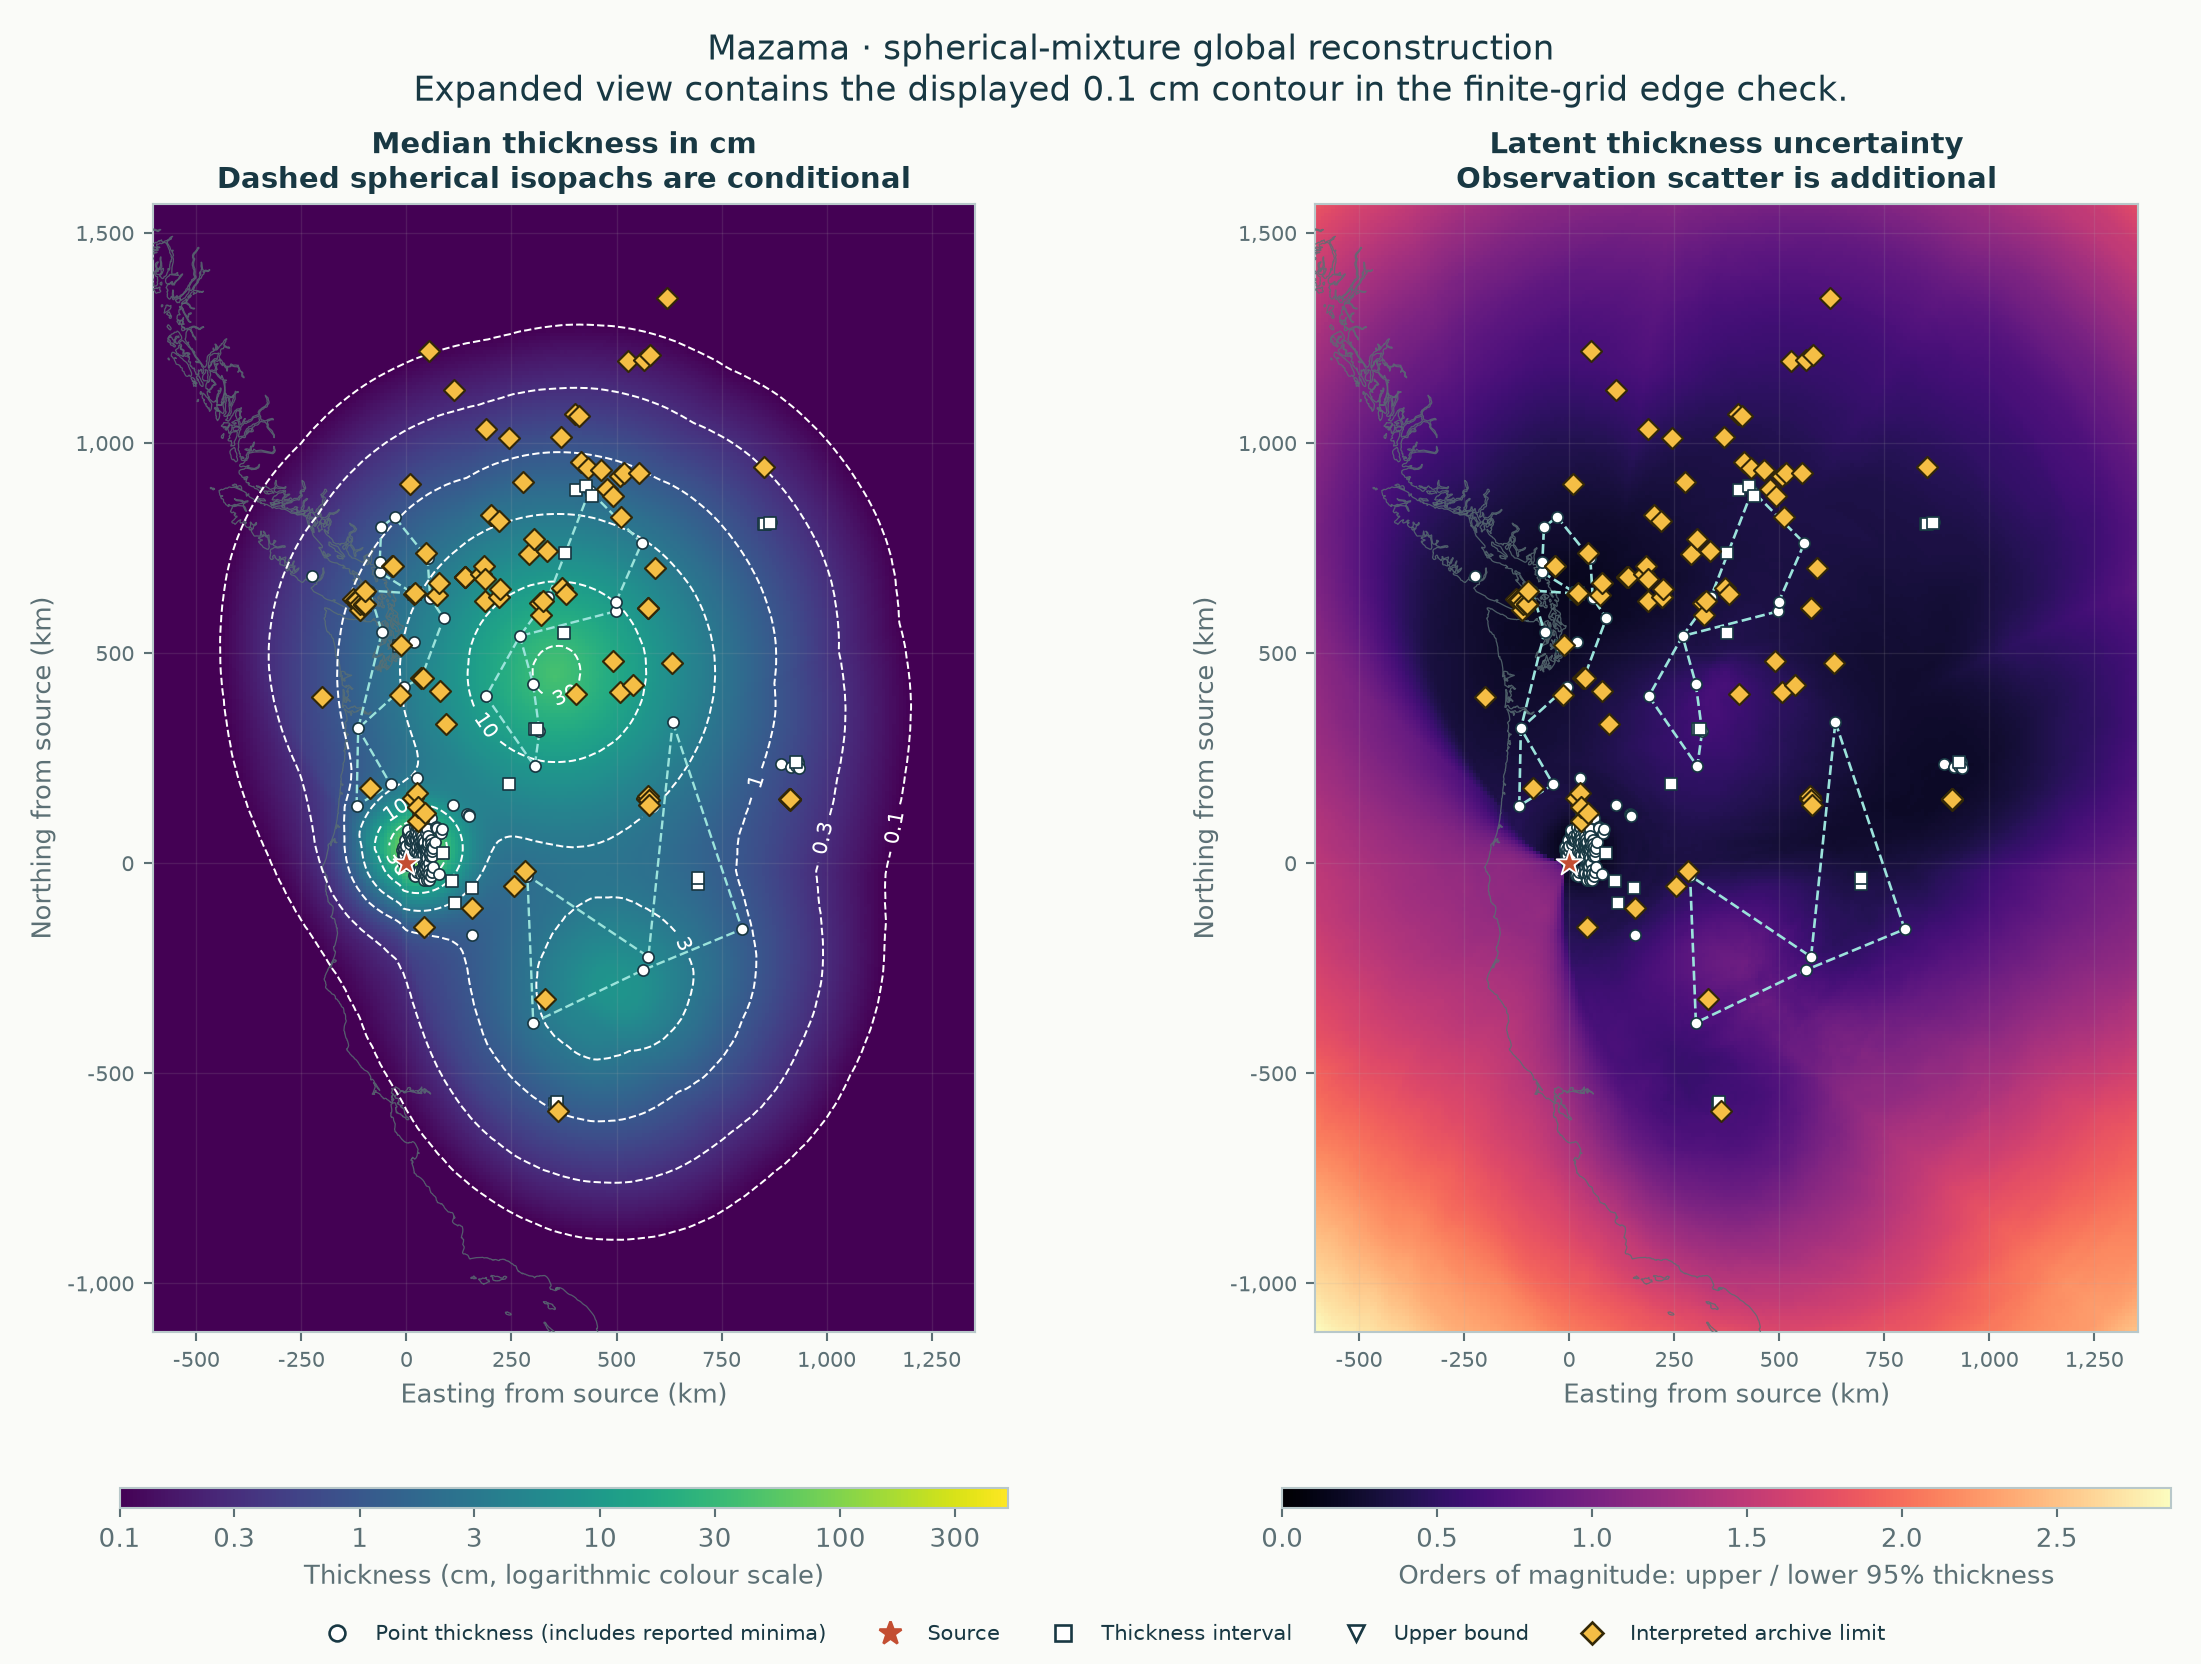 Mazama · spherical-mixture global reconstruction
Expanded view contains the displayed 0.1 cm contour in the finite-grid edge check.
Median thickness in cm
Dashed spherical isopachs are conditional
1,500
1,000
500
0
-500
-1,000
Northing from source (km)
30
10
10
3
1
0.3
0.1
-500
-250
0
250
500
750
1,000
1,250
Easting from source (km)
0.1
0.3
1
3
10
30
100
300
Thickness (cm, logarithmic colour scale)
Latent thickness uncertainty
Observation scatter is additional
1,500
1,000
500
0
-500
-1,000
Northing from source (km)
-500
-250
0
250
500
750
1,000
1,250
Easting from source (km)
0.0
0.5
1.0
1.5
2.0
2.5
Orders of magnitude: upper / lower 95% thickness
Point thickness (includes reported minima)
Source
Thickness interval
Upper bound
Interpreted archive limit